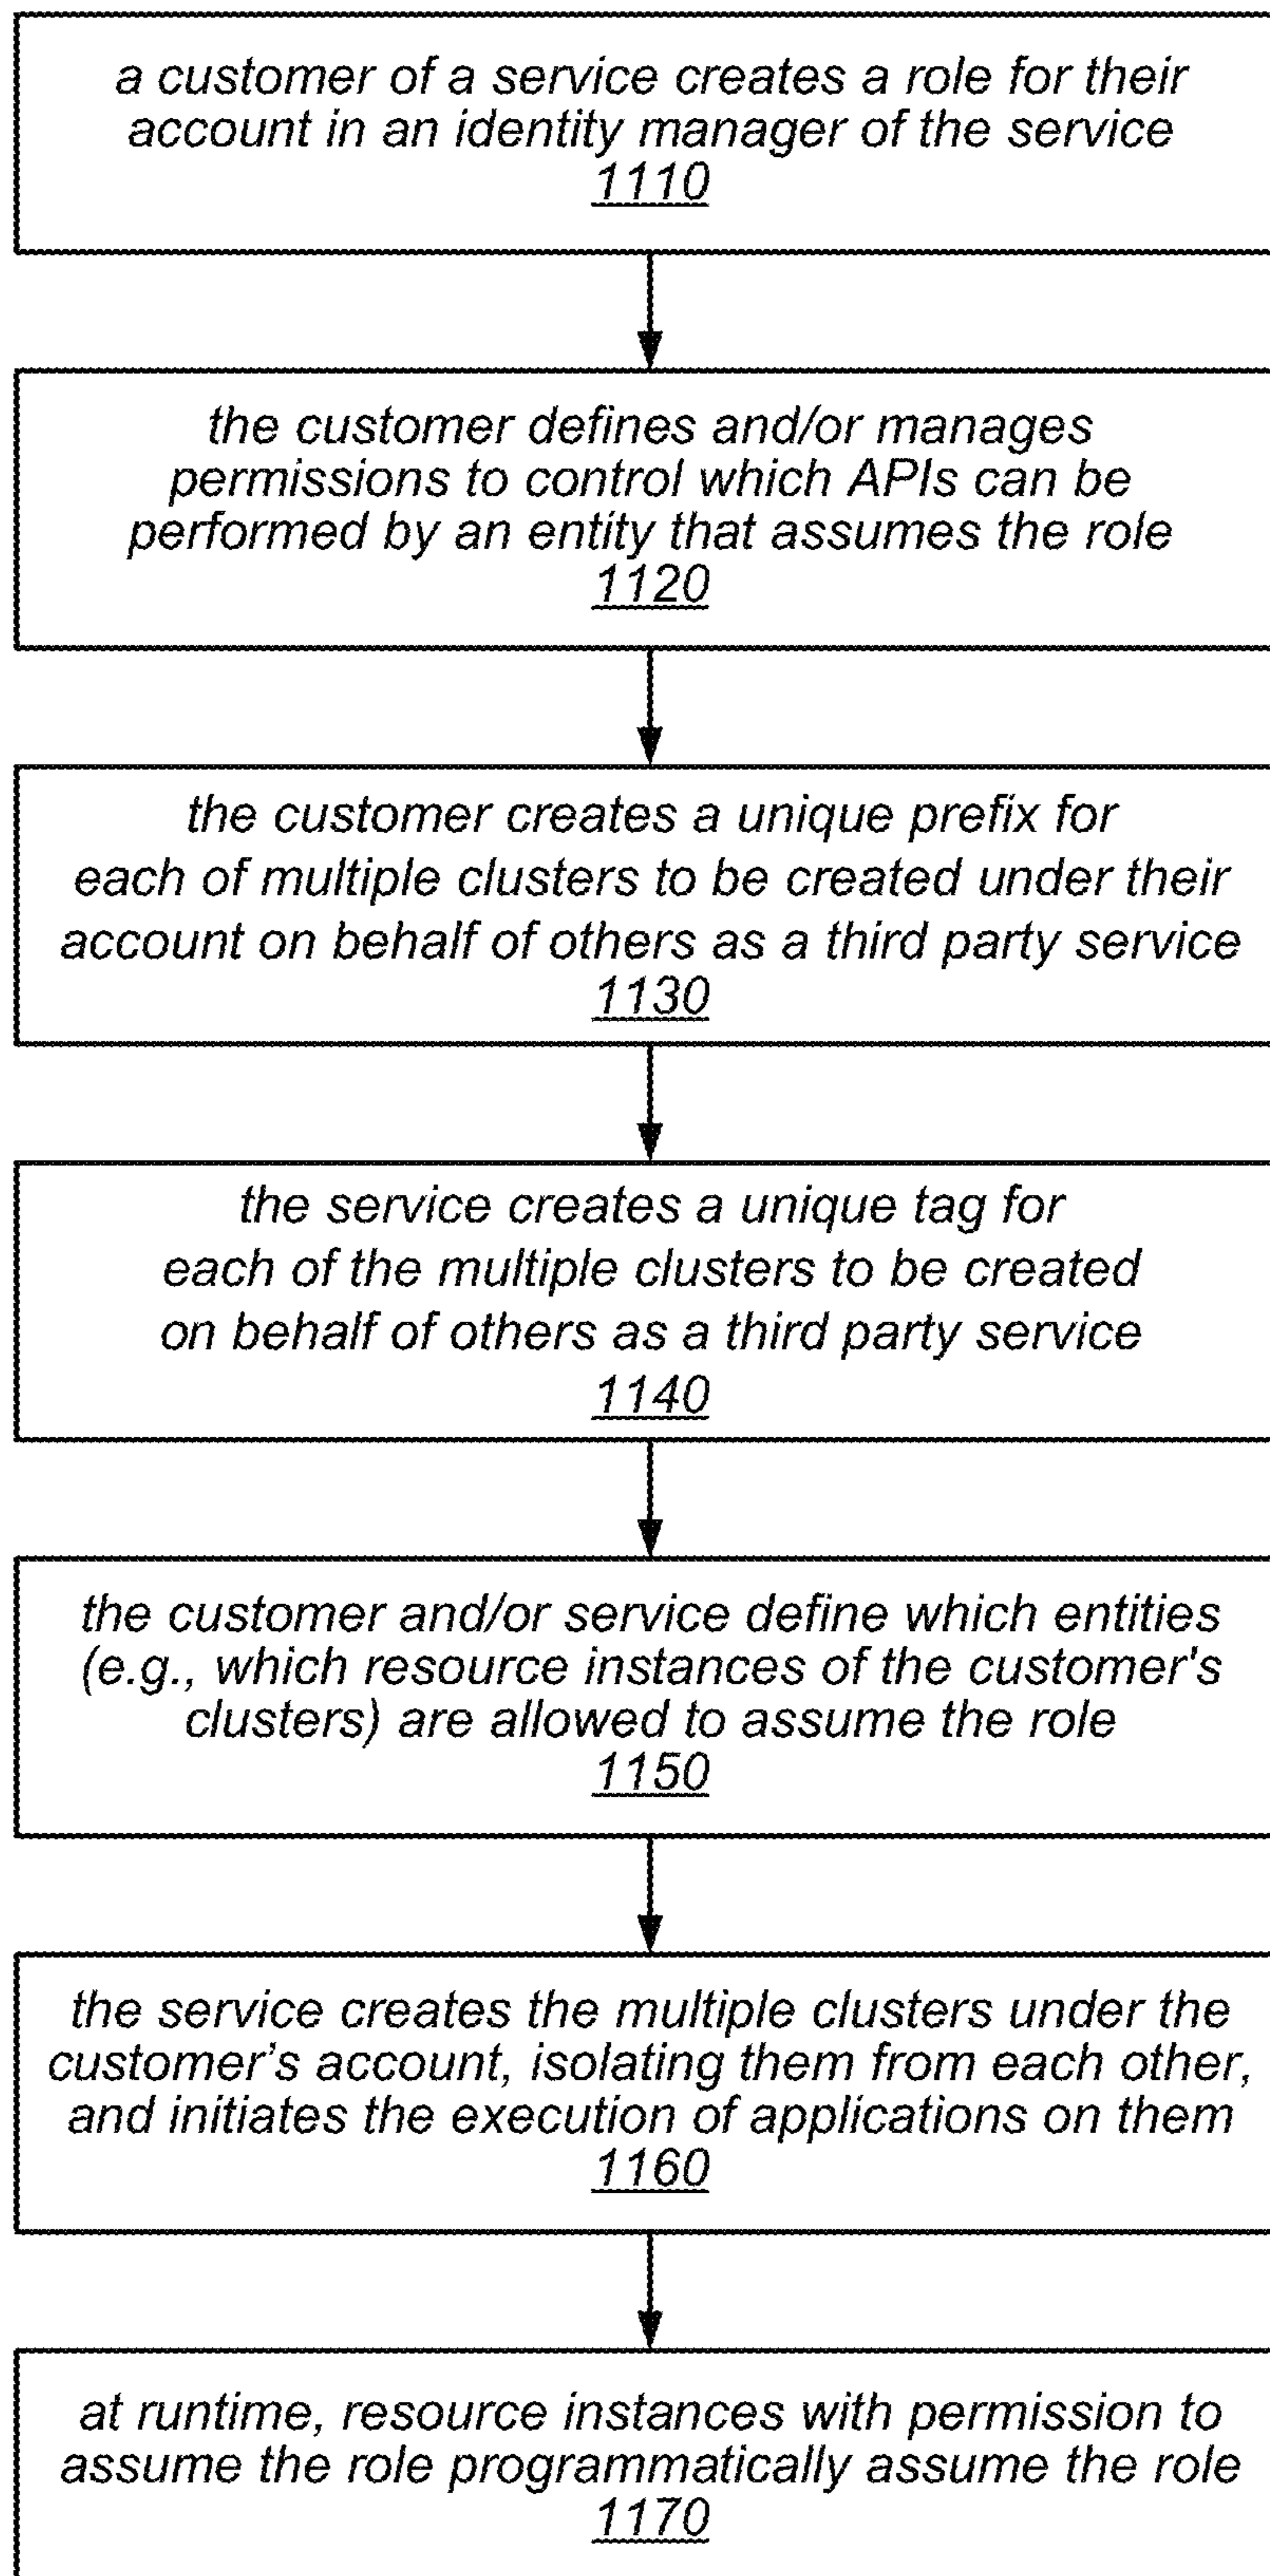 a customer of a service creates a role for their
account in an identity manager of the service
1110
the customer defines and/or manages
permissions to control which APIs can be
performed by an entity that assumes the role
1120
the customer creates a unique prefix for
each of multiple clusters to be created under their
account on behalf of others as a third party service
1130
the service creates a unique tag for
each of the multiple clusters to be created
on behalf of others as a third party service
1140
the customer and/or service define which entities
(e.g., which resource instances of the customer's
clusters) are allowed to assume the role
1150
the service creates the multiple clusters under the
customer’s account, isolating them from each other,
and initiates the execution of applications on them
1160
at runtime, resource instances with permission to
assume the role programmatically assume the role
1170